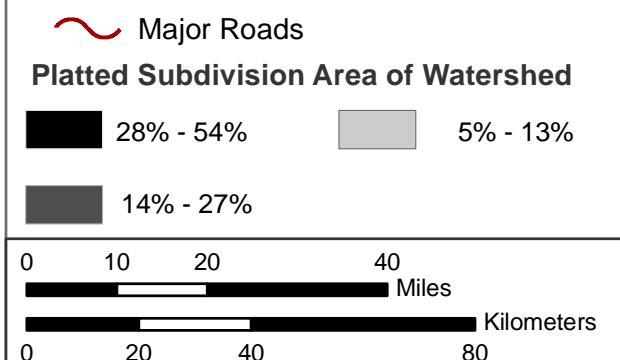 Major Roads
Platted Subdivision Area of Watershed
28% - 54% 5% - 13%
14% - 27%
0 10 20 40
Miles
Kilometers
0 20 40 80